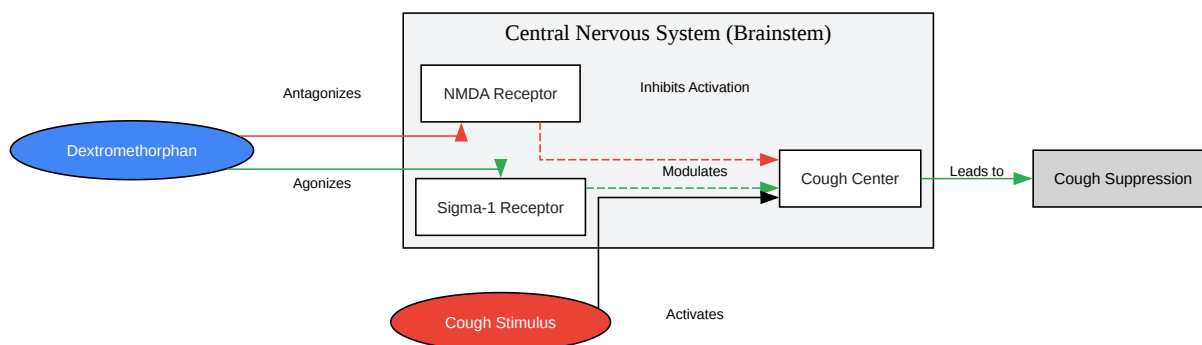 Central Nervous System (Brainstem)
NMDA Receptor
Inhibits Activation
Antagonizes
Dextromethorphan
Agonizes
Modulates
Cough Center
Leads to
Cough Suppression
Sigma-1 Receptor
Cough Stimulus
Activates